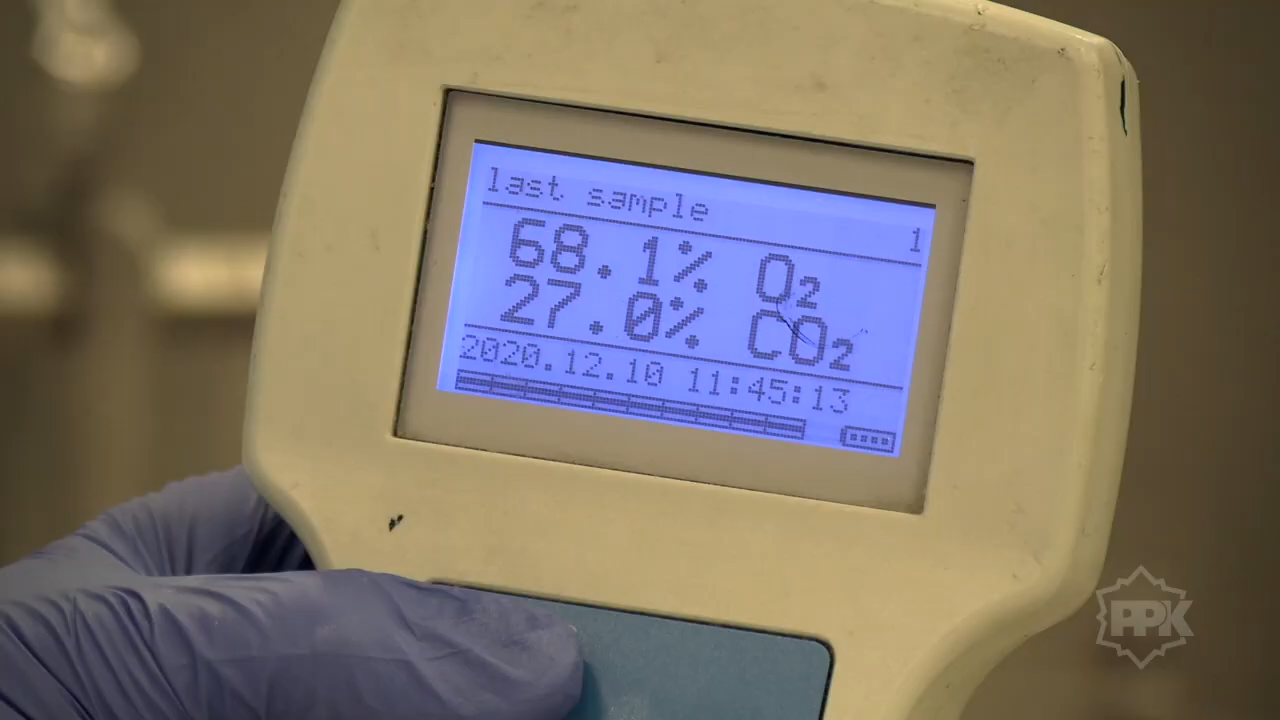 last sample
1
68.1% O₂
27.0% CO₂
2020.12.10 11:45:13
PPK